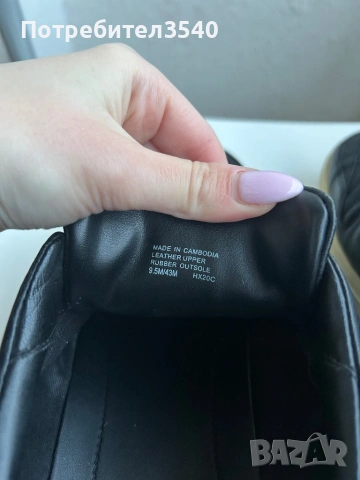 Потребител3540
MADE IN CAMBODIA
LEATHER UPPER
RUBBER OUTSOLE
9.5M/43M HX20C
BAZAR